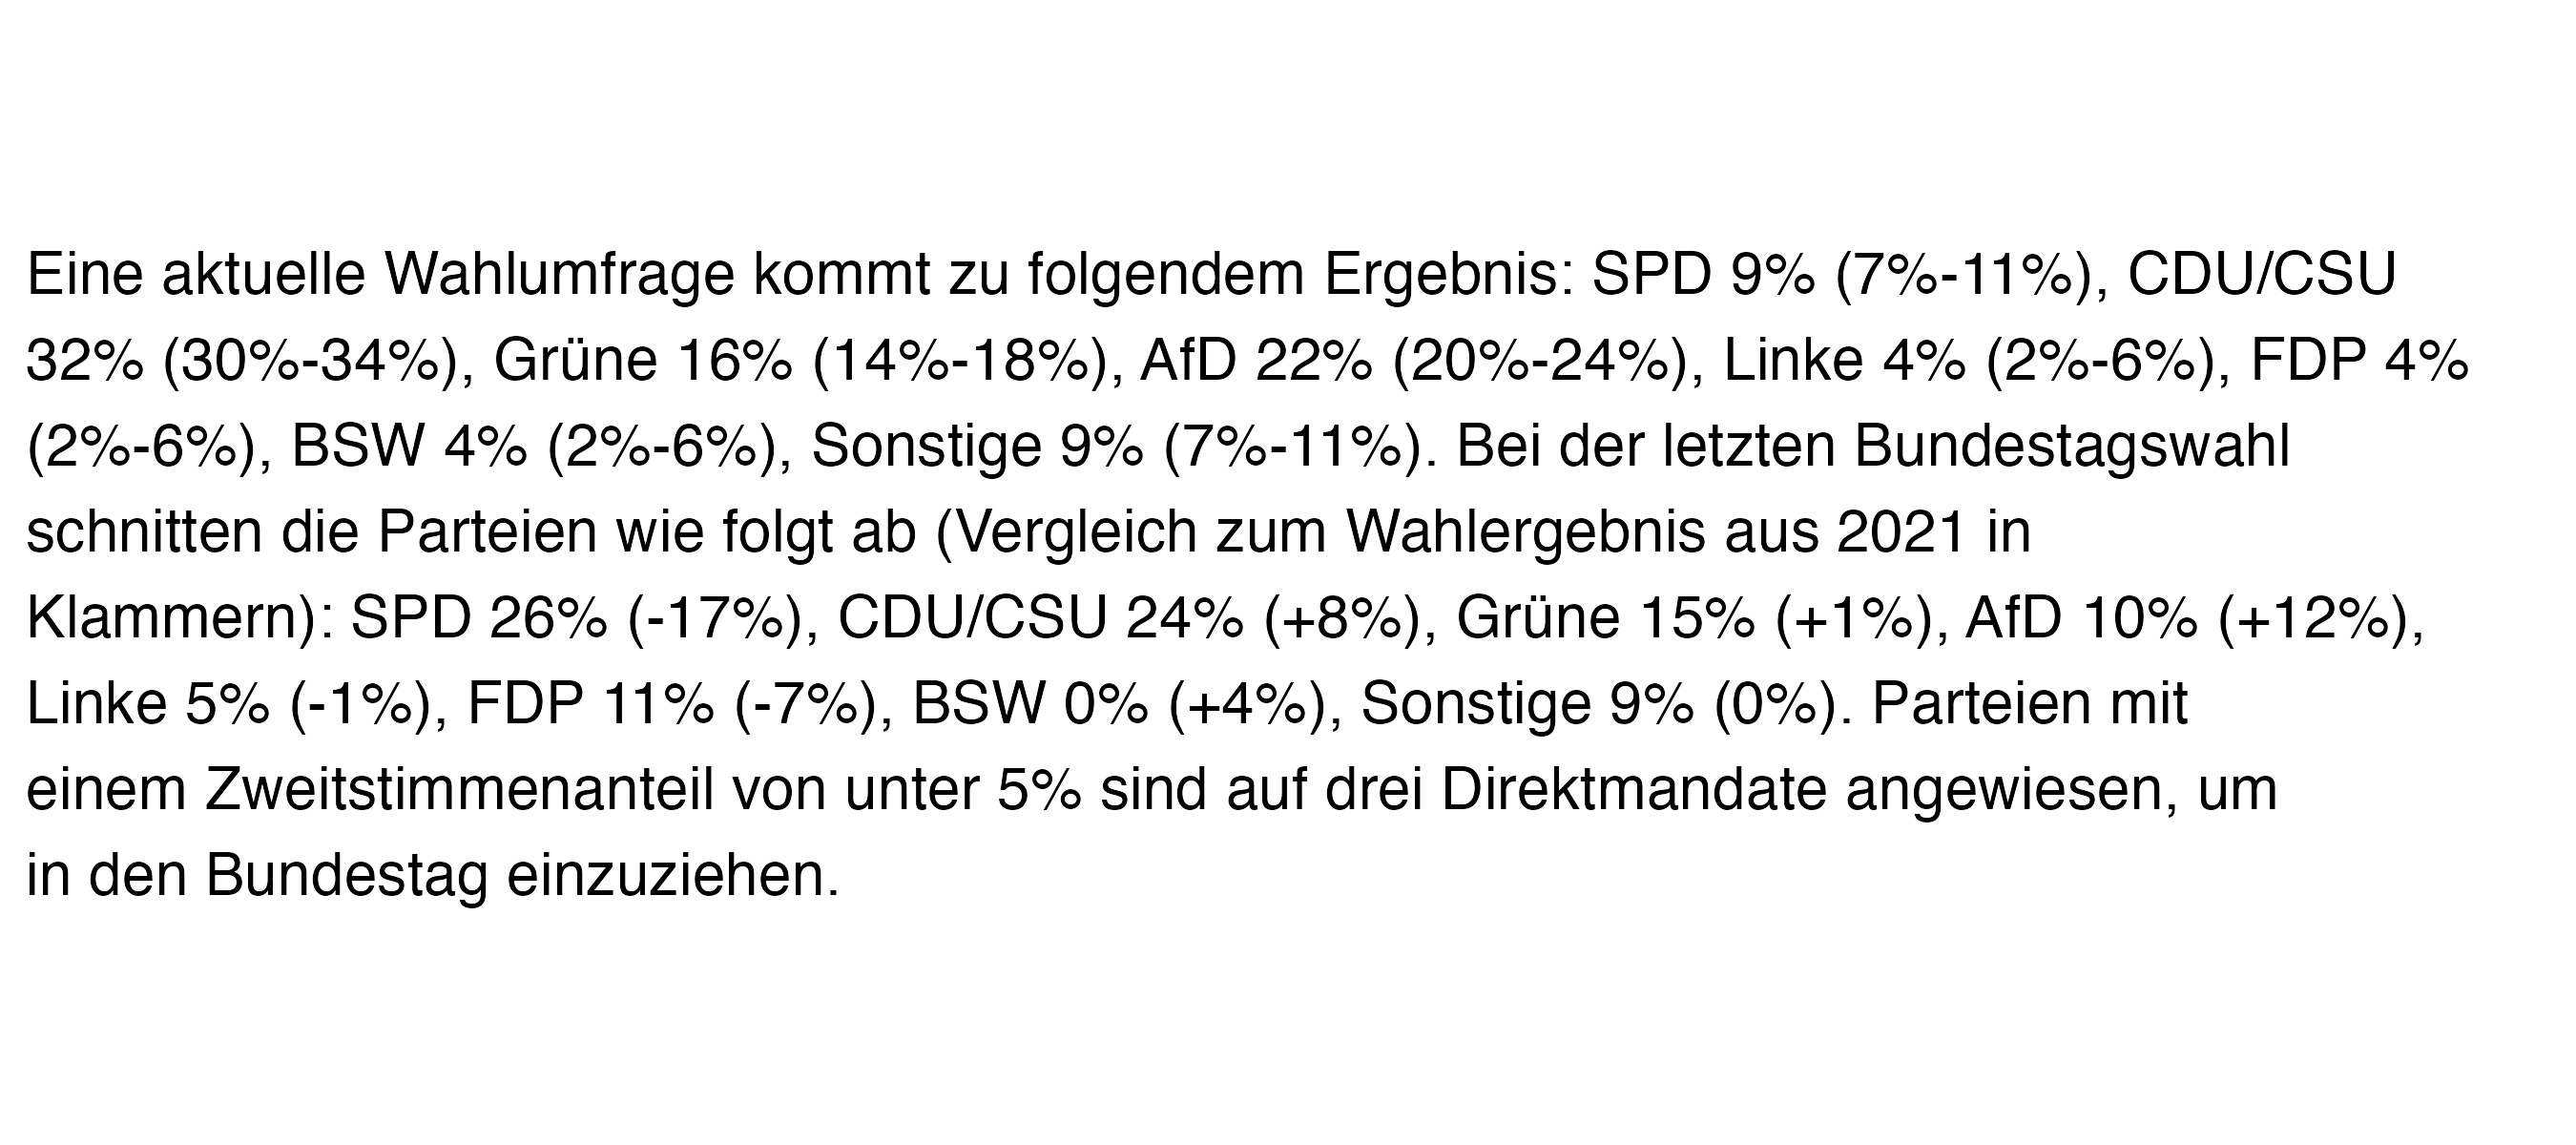 Eine aktuelle Wahlumfrage kommt zu folgendem Ergebnis: SPD 9% (7%-11%), CDU/CSU
32% (30%-34%), Grüne 16% (14%-18%), AfD 22% (20%-24%), Linke 4% (2%-6%), FDP 4%
(2%-6%), BSW 4% (2%-6%), Sonstige 9% (7%-11%). Bei der letzten Bundestagswahl
schnitten die Parteien wie folgt ab (Vergleich zum Wahlergebnis aus 2021 in
Klammern): SPD 26% (-17%), CDU/CSU 24% (+8%), Grüne 15% (+1%), AfD 10% (+12%),
Linke 5% (-1%), FDP 11% (-7%), BSW 0% (+4%), Sonstige 9% (0%). Parteien mit
einem Zweitstimmenanteil von unter 5% sind auf drei Direktmandate angewiesen, um
in den Bundestag einzuziehen.